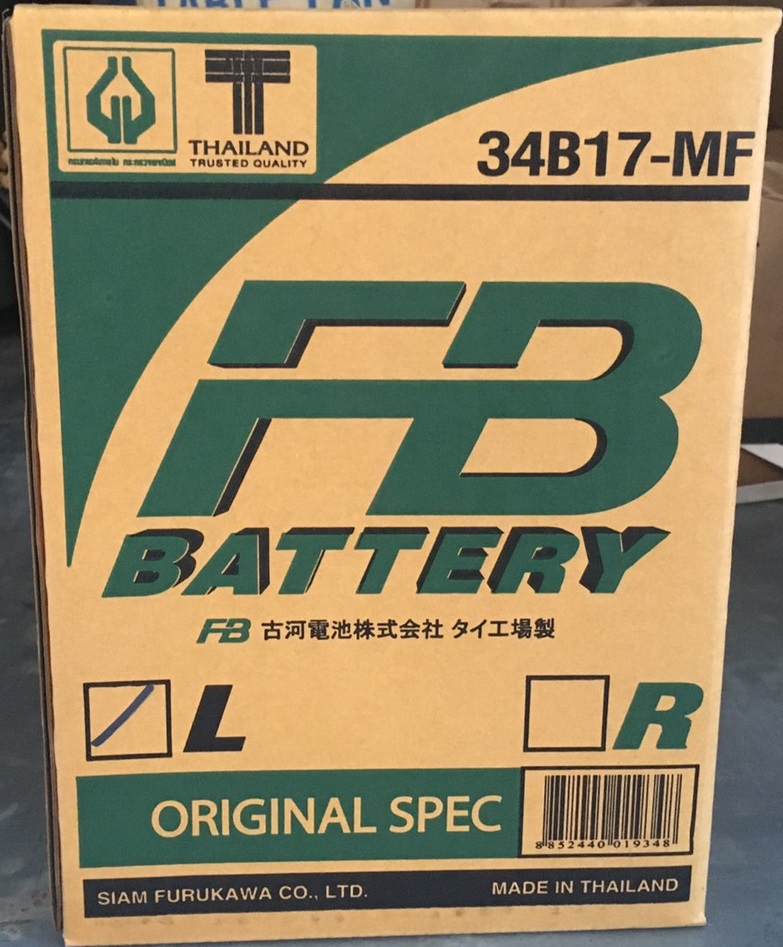 THAILAND
TRUSTED QUALITY
34B17-MF
FB
BATTERY
FB 古河電池株式会社 タイ工場製
L
R
ORIGINAL SPEC
8 852440 019348
SIAM FURUKAWA CO., LTD.
MADE IN THAILAND